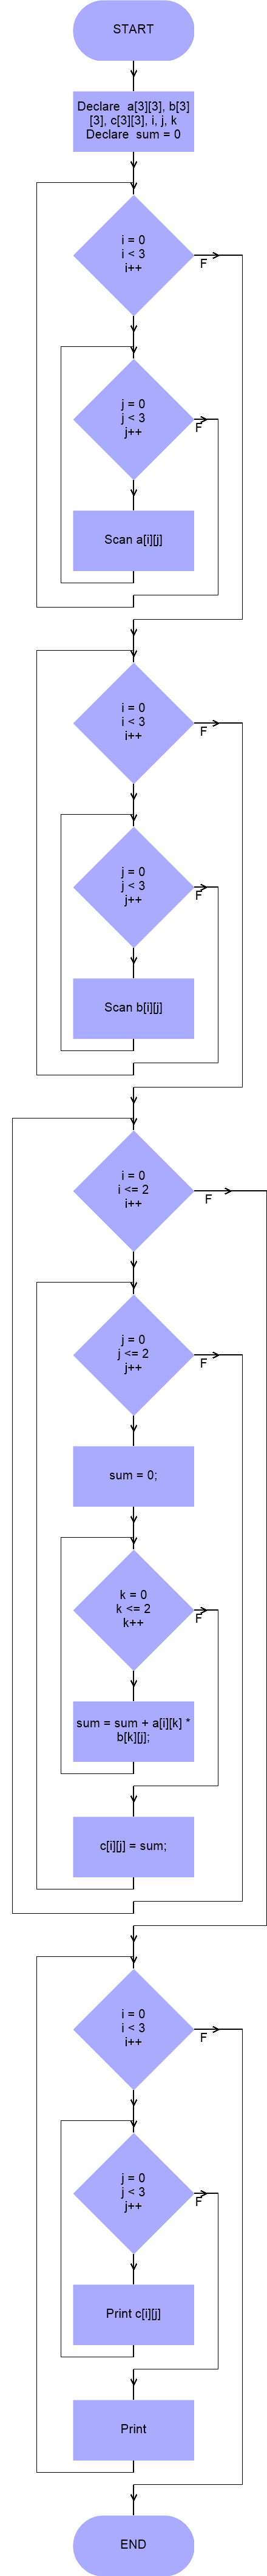 START
Declare a[3][3], b[3]
[3], c[3][3], i, j, k
Declare sum = 0
i = 0
i < 3
i++
F
j = 0
j < 3
j++
F
Scan a[i][j]
i = 0
i < 3
i++
F
j = 0
j < 3
j++
F
Scan b[i][j]
i = 0
i <= 2
i++
F
j = 0
j <= 2
j++
F
sum = 0;
k = 0
k <= 2
k++
F
sum = sum + a[i][k] *
b[k][j];
c[i][j] = sum;
i = 0
i < 3
i++
F
j = 0
j < 3
j++
F
Print c[i][j]
Print
END